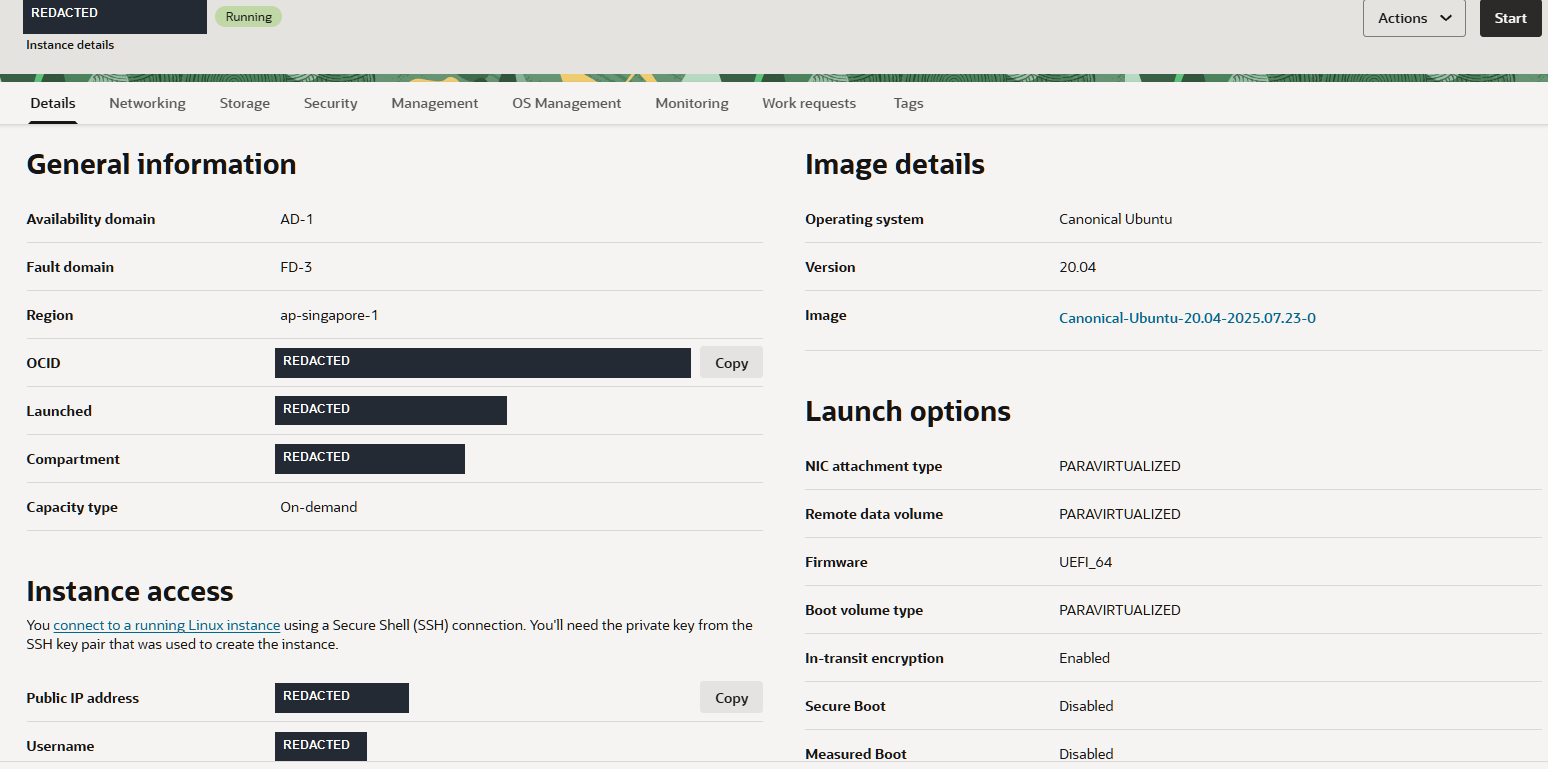 REDACTED
Running
Actions
Start
Instance details
Details Networking Storage Security Management OS Management Monitoring Work requests Tags
General information
Availability domain AD-1
Fault domain FD-3
Region ap-singapore-1
OCID REDACTED Copy
Launched REDACTED
Compartment REDACTED
Capacity type On-demand
Instance access
You connect to a running Linux instance using a Secure Shell (SSH) connection. You'll need the private key from the
SSH key pair that was used to create the instance.
Public IP address REDACTED Copy
Username REDACTED
Image details
Operating system Canonical Ubuntu
Version 20.04
Image Canonical-Ubuntu-20.04-2025.07.23-0
Launch options
NIC attachment type PARAVIRTUALIZED
Remote data volume PARAVIRTUALIZED
Firmware UEFI_64
Boot volume type PARAVIRTUALIZED
In-transit encryption Enabled
Secure Boot Disabled
Measured Boot Disabled